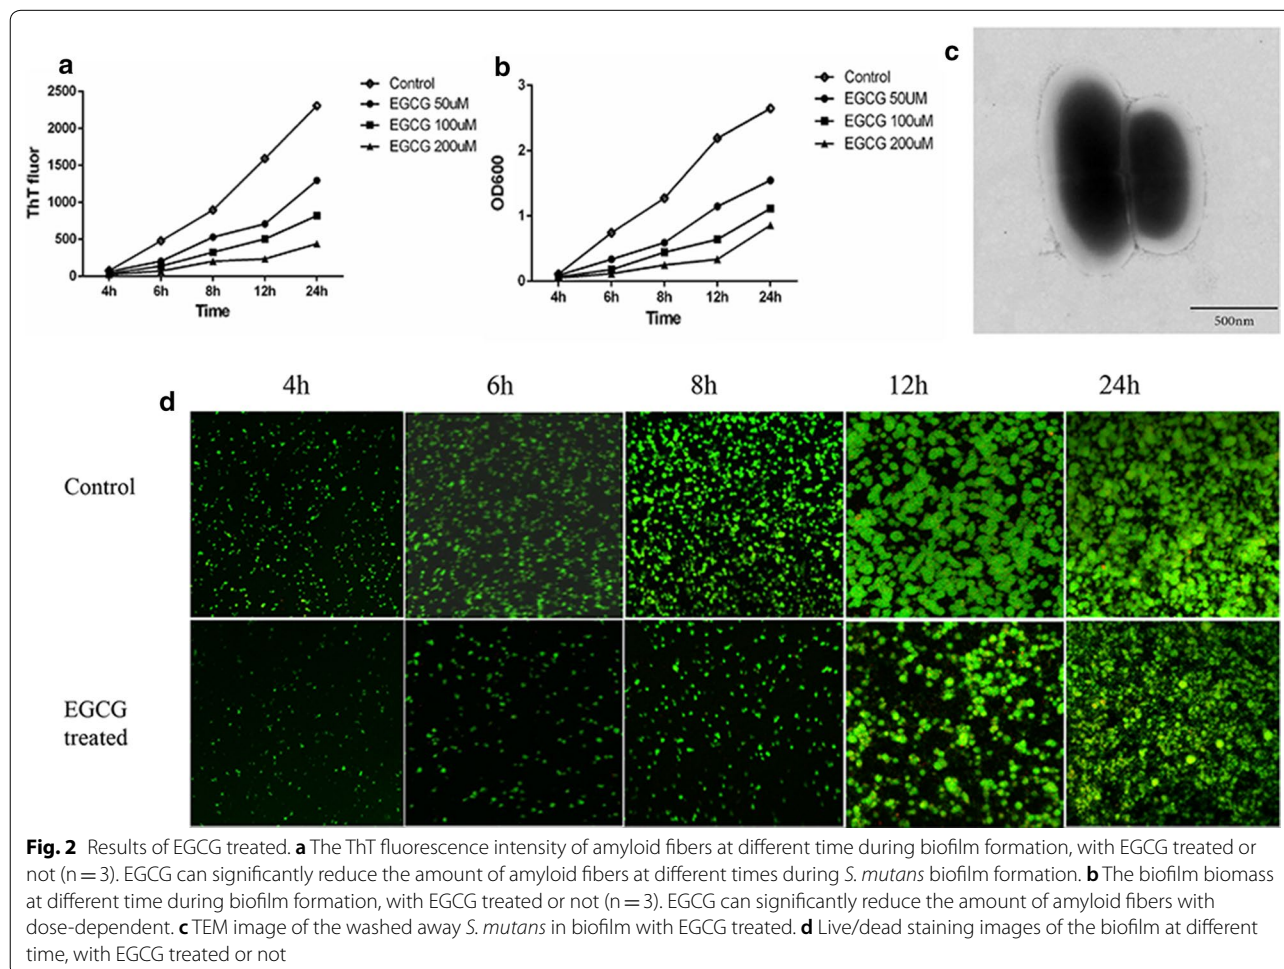 a
2500
2000
1500
1000
500
0
ThT fluor
4h 6h 8h 12h 24h
Time
Control
EGCG 50uM
EGCG 100uM
EGCG 200uM
b
3
2
1
0
OD600
4h 6h 8h 12h 24h
Time
Control
EGCG 50UM
EGCG 100uM
EGCG 200uM
c
500nm
d
4h 6h 8h 12h 24h
Control
EGCG
treated
Fig. 2 Results of EGCG treated. a The ThT fluorescence intensity of amyloid fibers at different time during biofilm formation, with EGCG treated or
not (n = 3). EGCG can significantly reduce the amount of amyloid fibers at different times during S. mutans biofilm formation. b The biofilm biomass
at different time during biofilm formation, with EGCG treated or not (n = 3). EGCG can significantly reduce the amount of amyloid fibers with
dose-dependent. c TEM image of the washed away S. mutans in biofilm with EGCG treated. d Live/dead staining images of the biofilm at different
time, with EGCG treated or not